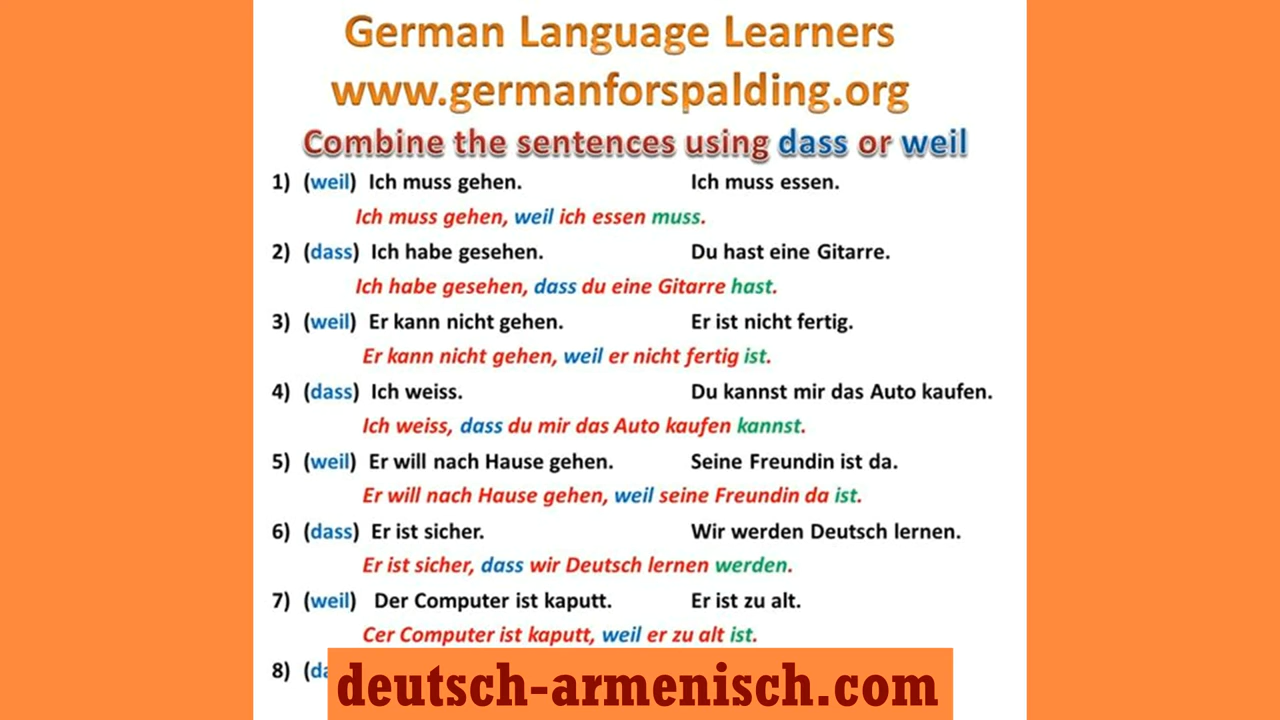 German Language Learners
www.germanforspalding.org
Combine the sentences using dass or weil
1) (weil) Ich muss gehen. Ich muss essen.
Ich muss gehen, weil ich essen muss.
2) (dass) Ich habe gesehen. Du hast eine Gitarre.
Ich habe gesehen, dass du eine Gitarre hast.
3) (weil) Er kann nicht gehen. Er ist nicht fertig.
Er kann nicht gehen, weil er nicht fertig ist.
4) (dass) Ich weiss. Du kannst mir das Auto kaufen.
Ich weiss, dass du mir das Auto kaufen kannst.
5) (weil) Er will nach Hause gehen. Seine Freundin ist da.
Er will nach Hause gehen, weil seine Freundin da ist.
6) (dass) Er ist sicher. Wir werden Deutsch lernen.
Er ist sicher, dass wir Deutsch lernen werden.
7) (weil) Der Computer ist kaputt. Er ist zu alt.
Cer Computer ist kaputt, weil er zu alt ist.
8)
deutsch-armenisch.com